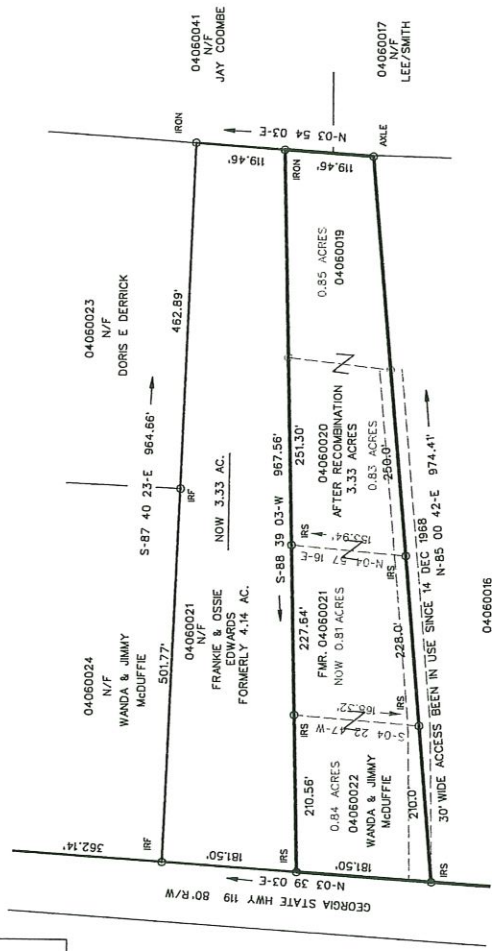 04060041
N/F
JAY COOMBE
04060017
N/F
LEE/SMITH
IRON
N-03 54 03-E
119.46'
IRON
119.46'
AXLE
04060023
N/F
DORIS E DERRICK
S-87 40 23-E 964.66'
462.89'
IRF
04060024
N/F
WANDA & JIMMY
McDUFFIE
501.77'
362.14'
IRF
04060021
N/F
FRANKIE & OSSIE
EDWARDS
FORMERLY 4.14 AC.
NOW 3.33 AC.
181.50'
IRS
S-88 39 03-W 967.56'
0.85 ACRES
04060019
251.30'
04060020
AFTER RECOMBINATION
3.33 ACRES
0.83 ACRES
250.0'
IRS
153.94'
N-04 57 16-E
IRS
227.64'
FMR. 04060021
NOW 0.81 ACRES
228.0'
IRS
S-04 22 47-W
IRS
210.56'
0.84 ACRES
04060022
WANDA & JIMMY
McDUFFIE
210.0'
181.50'
IRS
N-03 39 03-E
GEORGIA STATE HWY 119 80'R/W
30' WIDE ACCESS BEEN IN USE SINCE 14 DEC 1968
N-85 00 42-E 974.41'
04060016